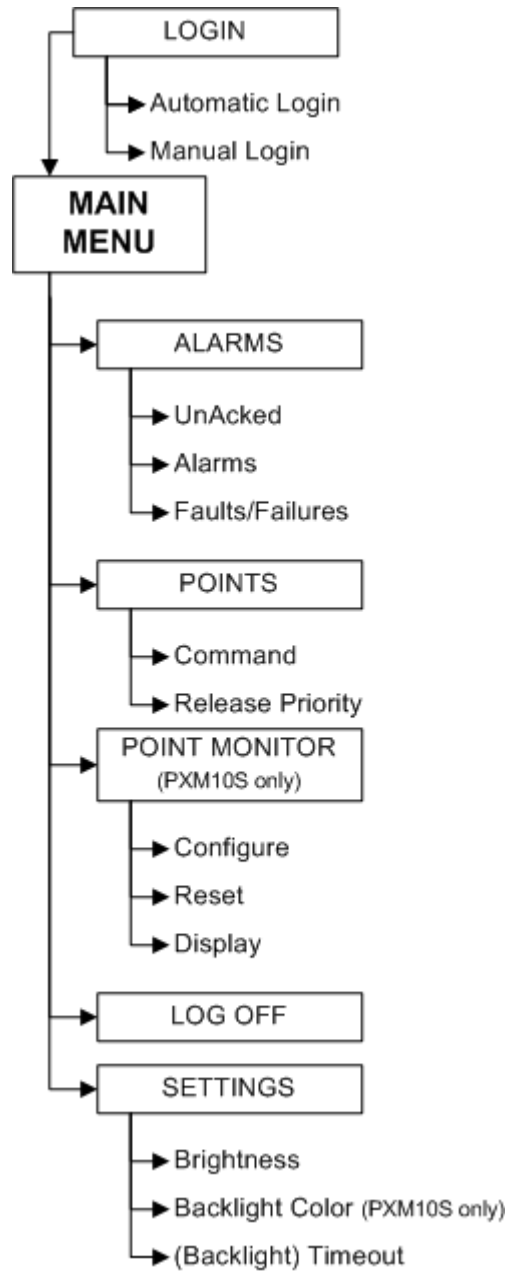 LOGIN
Automatic Login
Manual Login
MAIN
MENU
ALARMS
UnAcked
Alarms
Faults/Failures
POINTS
Command
Release Priority
POINT MONITOR
(PXM10S only)
Configure
Reset
Display
LOG OFF
SETTINGS
Brightness
Backlight Color (PXM10S only)
(Backlight) Timeout